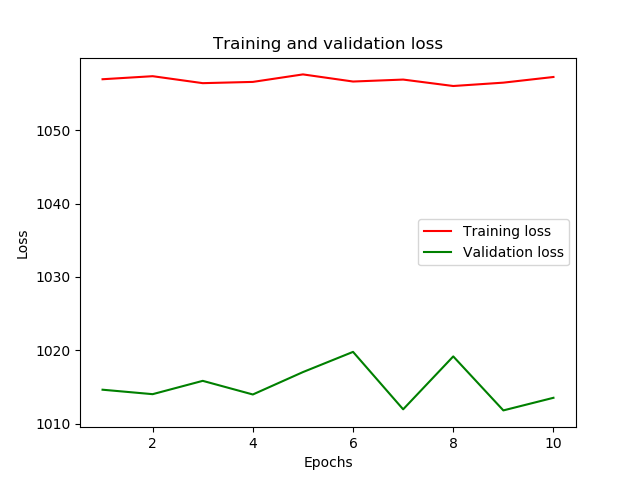 Training and validation loss
1050
1040
1030
1020
1010
Loss
Training loss
Validation loss
2
4
6
8
10
Epochs